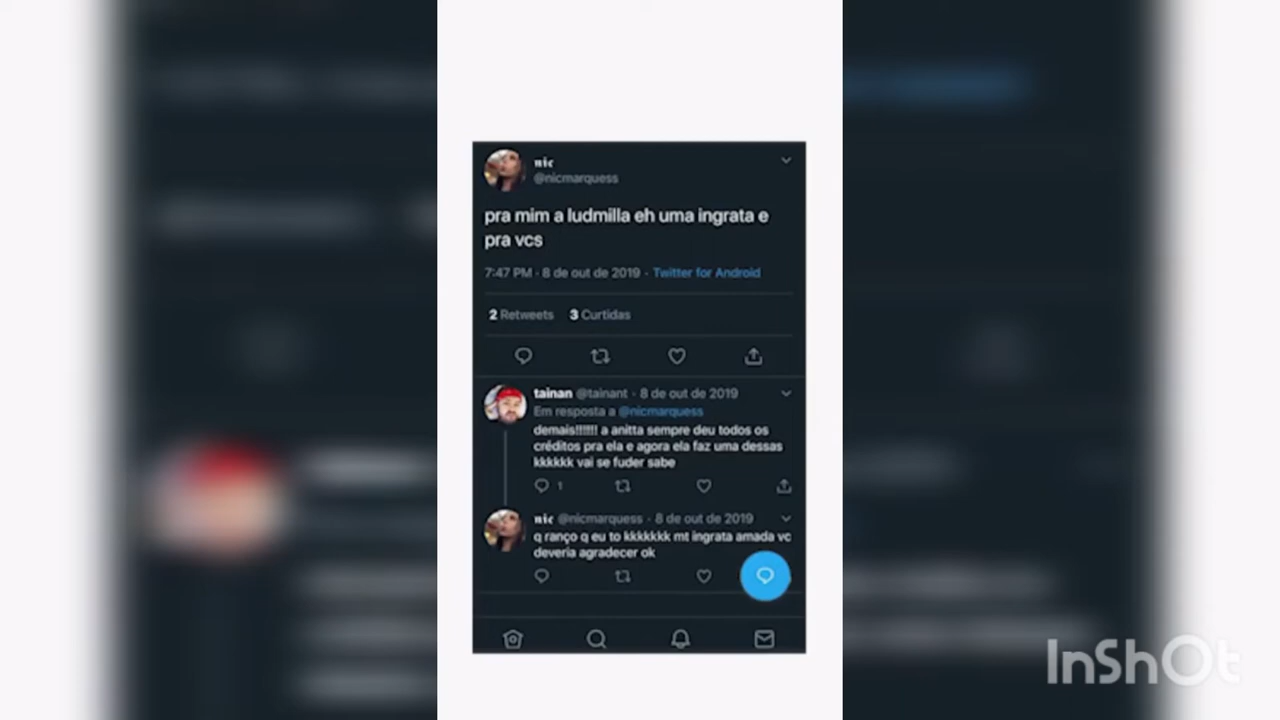 nic
@nicmarquess
pra mim a ludmilla eh uma ingrata e
pra vcs
7:47 PM · 8 de out de 2019 · Twitter for Android
2 Retweets 3 Curtidas
tainan @tainant · 8 de out de 2019
Em resposta a @nicmarquess
demais!!!!!!! a anitta sempre deu todos os
créditos pra ela e agora ela faz uma dessas
kkkkkk vai se fuder sabe
1
nic @nicmarquess · 8 de out de 2019
q ranço q eu to kkkkkkk mt ingrata amada vc
deveria agradecer ok
InShOt